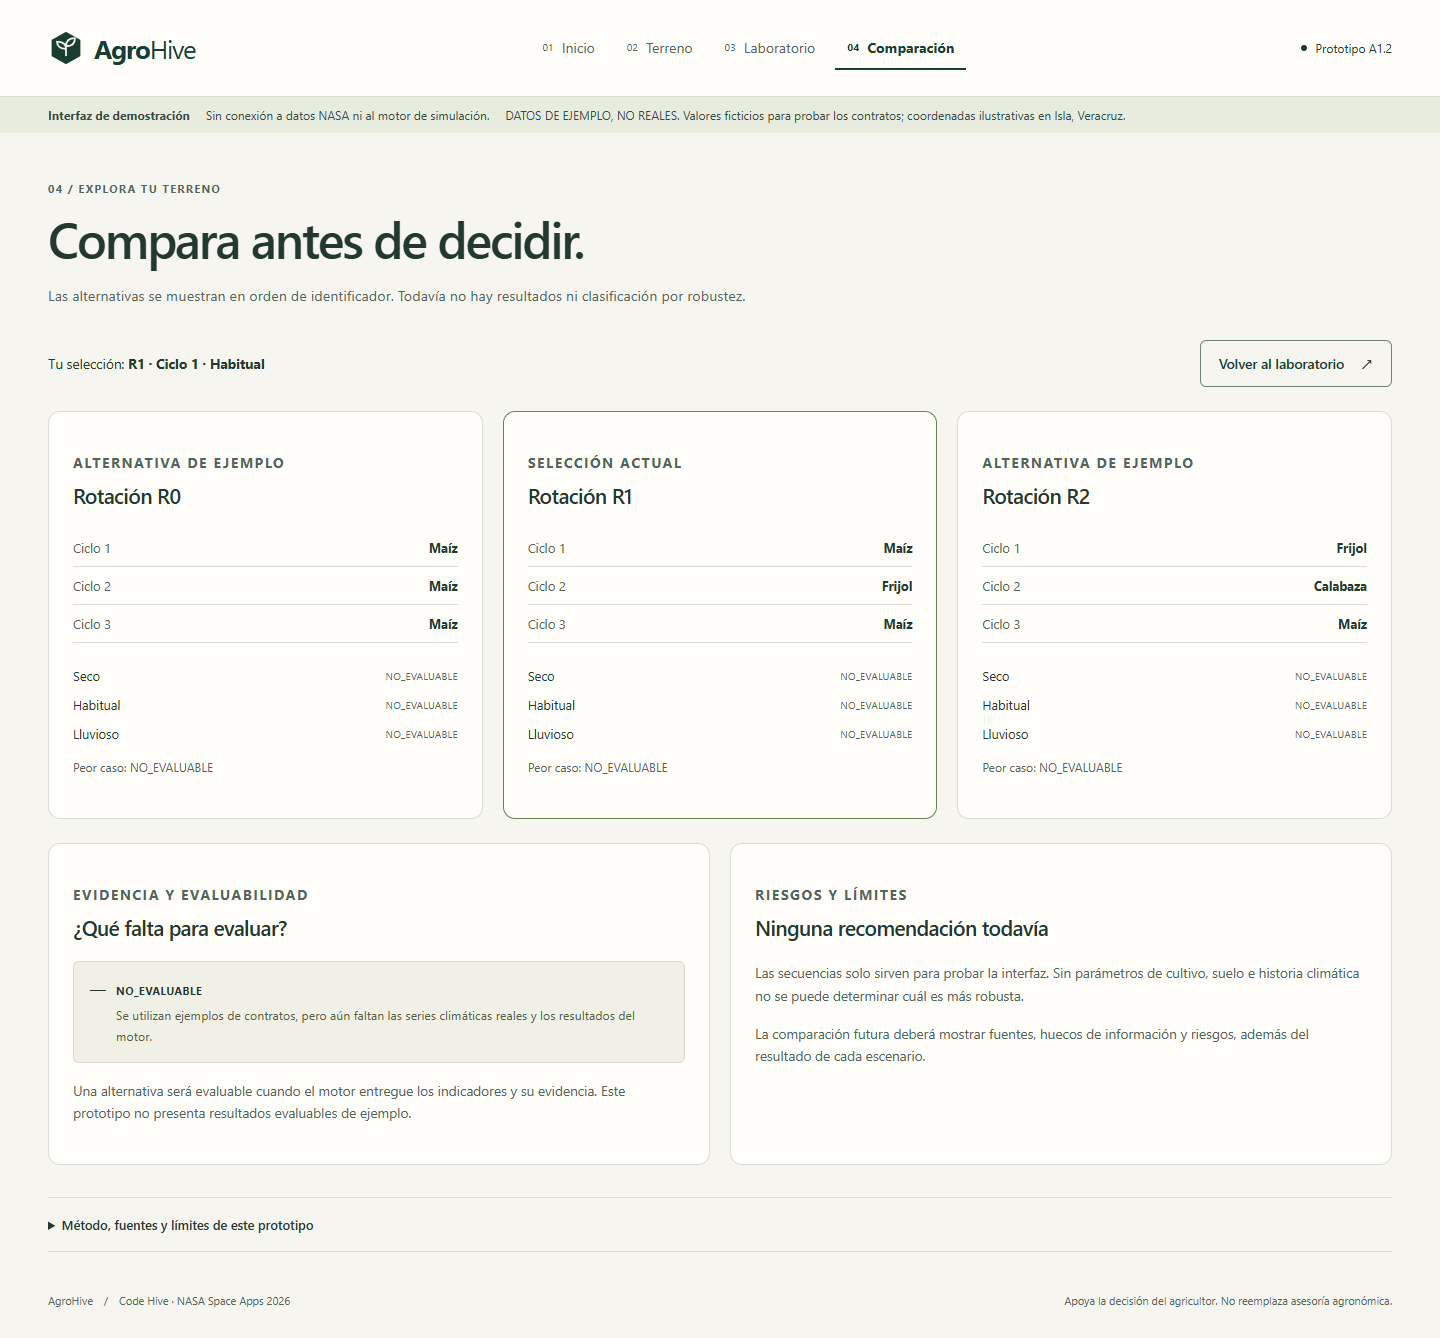 AgroHive
01 Inicio 02 Terreno 03 Laboratorio 04 Comparación
Prototipo A1.2
Interfaz de demostración Sin conexión a datos NASA ni al motor de simulación. DATOS DE EJEMPLO, NO REALES. Valores ficticios para probar los contratos; coordenadas ilustrativas en Isla, Veracruz.
04 / EXPLORA TU TERRENO
Compara antes de decidir.
Las alternativas se muestran en orden de identificador. Todavía no hay resultados ni clasificación por robustez.
Tu selección: R1 · Ciclo 1 · Habitual
Volver al laboratorio ↗
ALTERNATIVA DE EJEMPLO
Rotación R0
Ciclo 1 Maíz
Ciclo 2 Maíz
Ciclo 3 Maíz
Seco NO_EVALUABLE
Habitual NO_EVALUABLE
Lluvioso NO_EVALUABLE
Peor caso: NO_EVALUABLE
SELECCIÓN ACTUAL
Rotación R1
Ciclo 1 Maíz
Ciclo 2 Frijol
Ciclo 3 Maíz
Seco NO_EVALUABLE
Habitual NO_EVALUABLE
Lluvioso NO_EVALUABLE
Peor caso: NO_EVALUABLE
ALTERNATIVA DE EJEMPLO
Rotación R2
Ciclo 1 Frijol
Ciclo 2 Calabaza
Ciclo 3 Maíz
Seco NO_EVALUABLE
Habitual NO_EVALUABLE
Lluvioso NO_EVALUABLE
Peor caso: NO_EVALUABLE
EVIDENCIA Y EVALUABILIDAD
¿Qué falta para evaluar?
— NO_EVALUABLE
Se utilizan ejemplos de contratos, pero aún faltan las series climáticas reales y los resultados del
motor.
Una alternativa será evaluable cuando el motor entregue los indicadores y su evidencia. Este
prototipo no presenta resultados evaluables de ejemplo.
RIESGOS Y LÍMITES
Ninguna recomendación todavía
Las secuencias solo sirven para probar la interfaz. Sin parámetros de cultivo, suelo e historia climática
no se puede determinar cuál es más robusta.
La comparación futura deberá mostrar fuentes, huecos de información y riesgos, además del
resultado de cada escenario.
Método, fuentes y límites de este prototipo
AgroHive / Code Hive · NASA Space Apps 2026
Apoya la decisión del agricultor. No reemplaza asesoría agronómica.